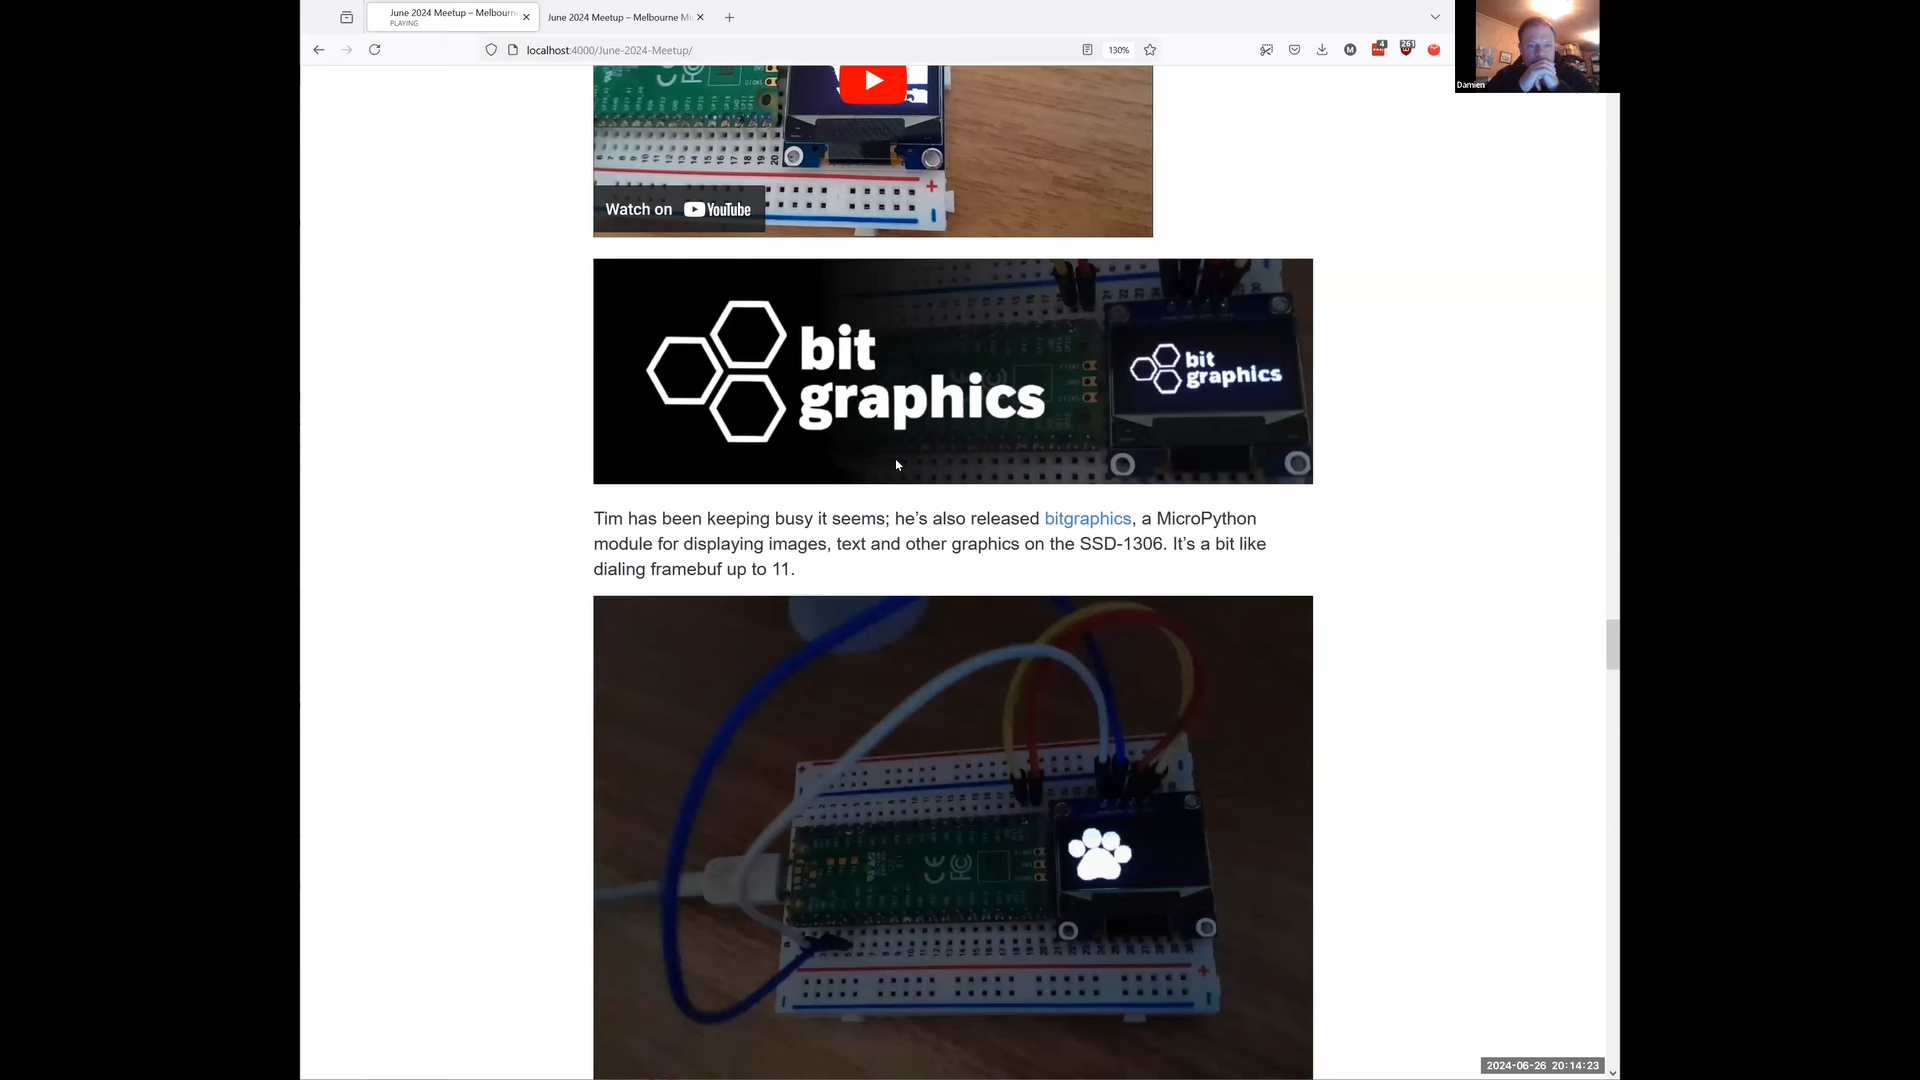 June 2024 Meetup – Melbourne
PLAYING
June 2024 Meetup – Melbourne Mi
localhost:4000/June-2024-Meetup/
130%
4
261
M
Damien
Watch on YouTube
bit
graphics
bit
graphics
Tim has been keeping busy it seems; he's also released bitgraphics, a MicroPython
module for displaying images, text and other graphics on the SSD-1306. It's a bit like
dialing framebuf up to 11.
2024-06-26 20:14:23